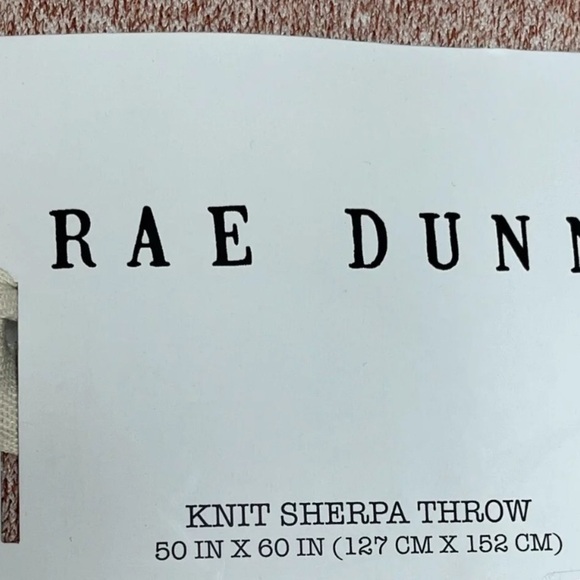 RAE DUNN
KNIT SHERPA THROW
50 IN X 60 IN (127 CM X 152 CM)